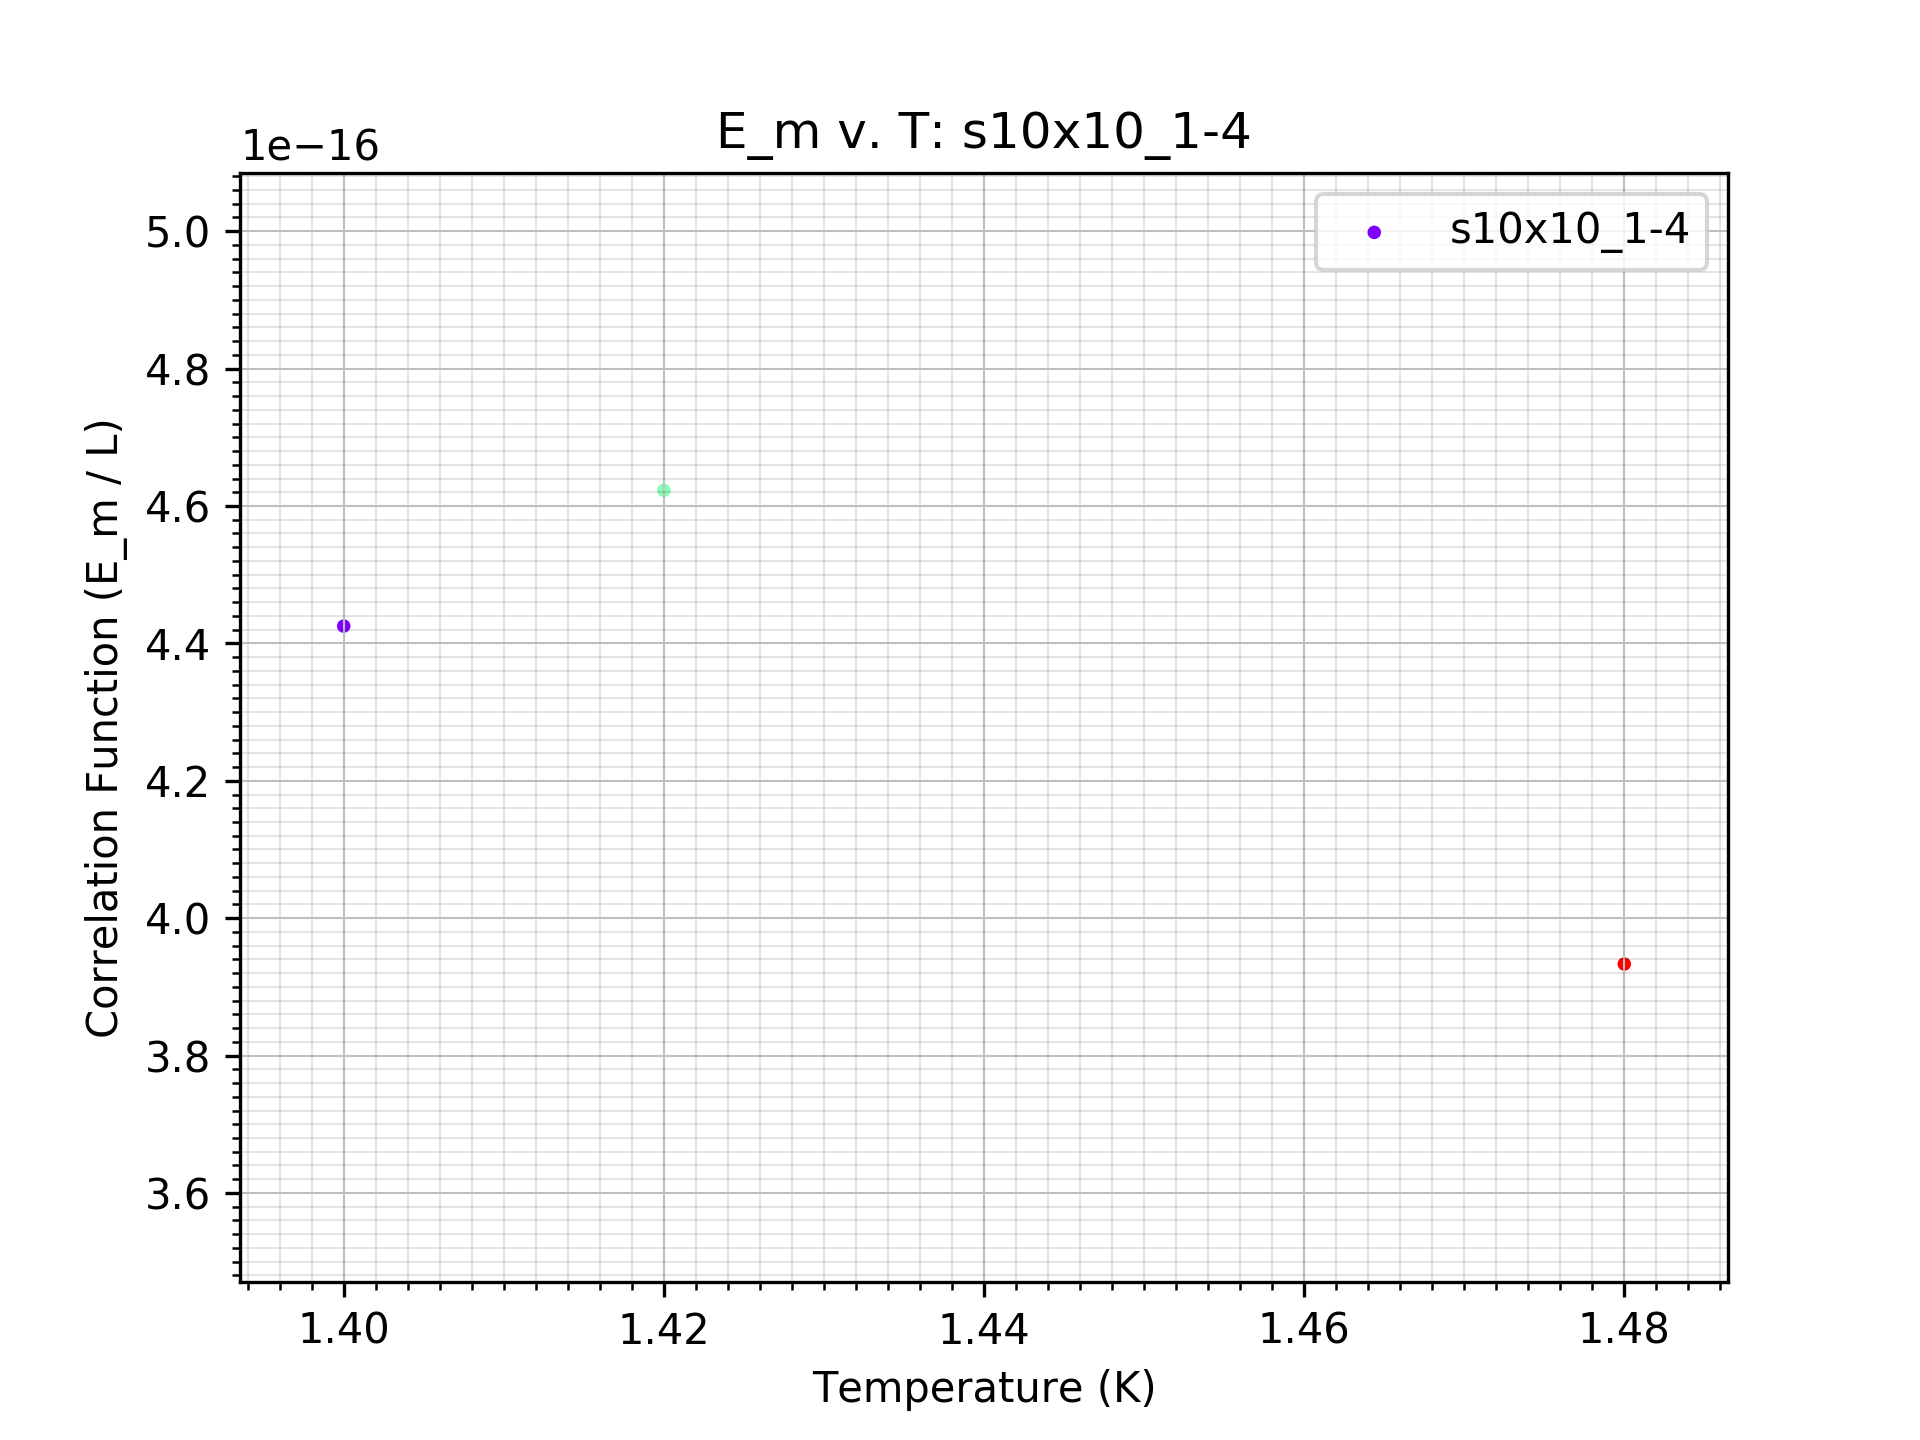 E_m v. T: s10x10_1-4
1e−16
s10x10_1-4
5.0
4.8
4.6
4.4
4.2
4.0
3.8
3.6
Correlation Function (E_m / L)
1.40 1.42 1.44 1.46 1.48
Temperature (K)